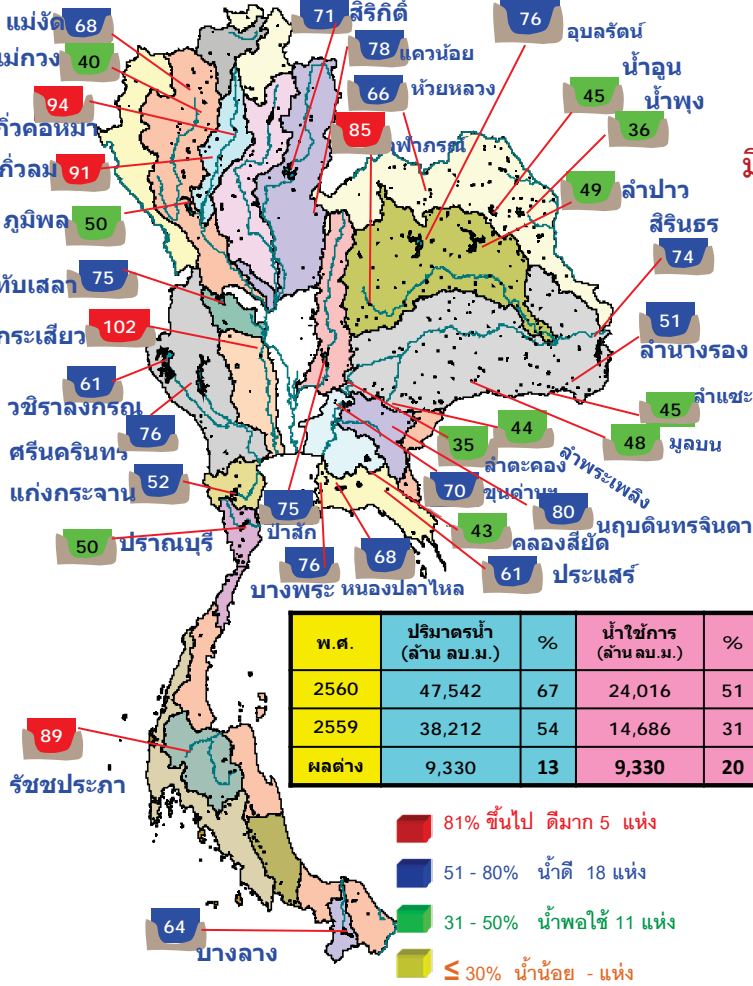 71 สิริกิติ์
76 อุบลรัตน์
แม่งัด 68
78 แควน้อย
แม่กวง 40
น้ำอูน 45
66 ห้วยหลวง
น้ำพุง 36
94
85
กิ่วคอหมา
ุฬาภรณ์
มี
กิ่วลม 91
49 ลำปาว
ภูมิพล 50
สิรินธร 74
ทับเสลา 75
กระเสียว 102
51
ลำนางรอง
61
วชิราลงกรณ
45 ลำแชะ
76
ศรีนครินทร์
35
ลำตะคอง
44
ลำพระเพลิง
48 มูลบน
แก่งกระจาน 52
70
ขุนด่านฯ
75
ป่าสัก
80 นฤบดินทรจินดา
50 ปราณบุรี
43
คลองสียัด
76
บางพระ
68
หนองปลาไหล
61 ประแสร์
พ.ศ. ปริมาตรน้ำ (ล้าน ลบ.ม.) % น้ำใช้การ (ล้าน ลบ.ม.) %
2560 47,542 67 24,016 51
2559 38,212 54 14,686 31
ผลต่าง 9,330 13 9,330 20
89
รัชชประภา
81% ขึ้นไป ดีมาก 5 แห่ง
51 - 80% น้ำดี 18 แห่ง
31 - 50% น้ำพอใช้ 11 แห่ง
≤ 30% น้ำน้อย - แห่ง
64
บางลาง